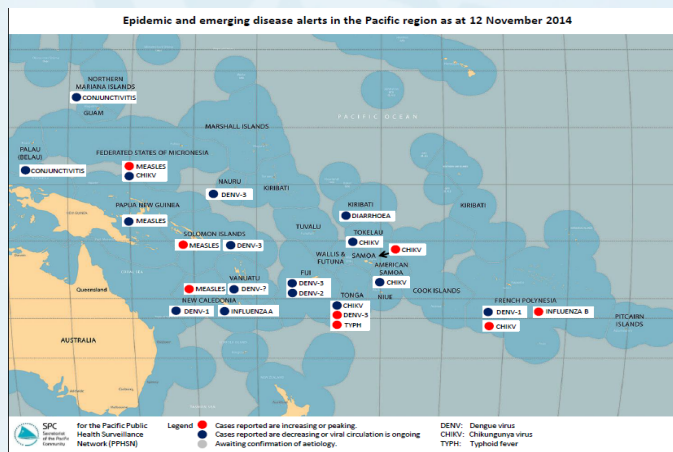 Epidemic and emerging disease alerts in the Pacific region as at 12 November 2014
NORTHERN
MARIANA ISLANDS
CONJUNCTIVITIS
GUAM
PACIFIC OCEAN
MARSHALL ISLANDS
PALAU
(BELAU)
CONJUNCTIVITIS
FEDERATED STATES OF MICRONESIA
MEASLES
CHIKV
NAURU
DENV-3
KIRIBATI
KIRIBATI
DIARRHOEA
KIRIBATI
PAPUA NEW GUINEA
MEASLES
SOLOMON ISLANDS
MEASLES
DENV-3
TUVALU
TOKELAU
CHIKV
WALLIS &
FUTUNA
SAMOA
CHIKV
AMERICAN
SAMOA
CHIKV
FIJI
DENV-3
DENV-2
VANUATU
MEASLES
DENV-?
NEW CALEDONIA
DENV-1
INFLUENZA A
TONGA
CHIKV
DENV-3
TYPH
NIUE
COOK ISLANDS
FRENCH POLYNESIA
DENV-1
INFLUENZA B
CHIKV
PITCAIRN
ISLANDS
Queensland
AUSTRALIA
SPC
Secretariat
of the Pacific
Community
for the Pacific Public
Health Surveillance
Network (PPHSN)
Legend
Cases reported are increasing or peaking.
Cases reported are decreasing or viral circulation is ongoing
Awaiting confirmation of aetiology.
DENV: Dengue virus
CHIKV: Chikungunya virus
TYPH: Typhoid fever